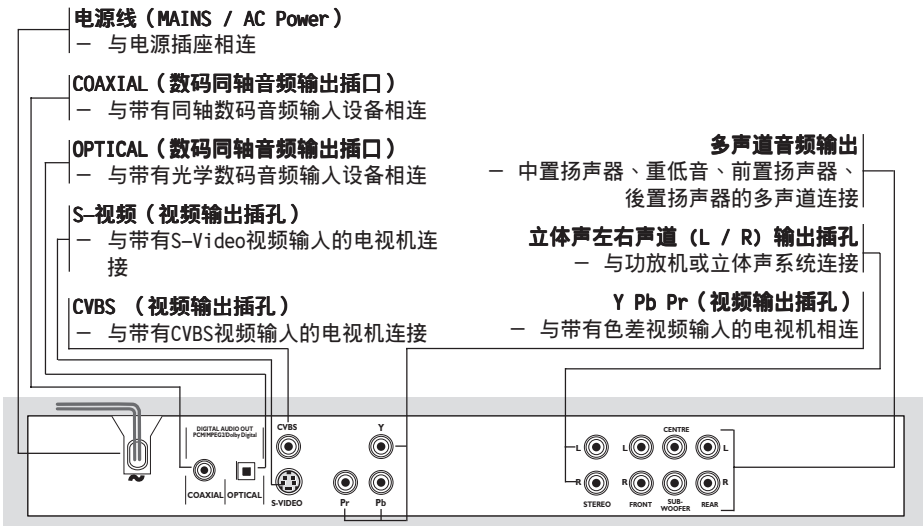 电源线（MAINS / AC Power）
– 与电源插座相连
COAXIAL（数码同轴音频输出插口）
– 与带有同轴数码音频输入设备相连
OPTICAL（数码同轴音频输出插口）
– 与带有光学数码音频输入设备相连
S–视频（视频输出插孔）
– 与带有S–Video视频输入的电视机连
接
CVBS （视频输出插孔）
– 与带有CVBS视频输入的电视机连接
多声道音频输出
– 中置扬声器、重低音、前置扬声器、
後置扬声器的多声道连接
立体声左右声道（L / R）输出插孔
– 与功放机或立体声系统连接
Y Pb Pr（视频输出插孔）
– 与带有色差视频输入的电视机相连
DIGITAL AUDIO OUT
PCM/MPEG2/Dolby Digital
COAXIAL OPTICAL
CVBS
S-VIDEO
Y
Pr Pb
L
R
STEREO
CENTRE
L L
R R
FRONT
SUB-
WOOFER
REAR
~